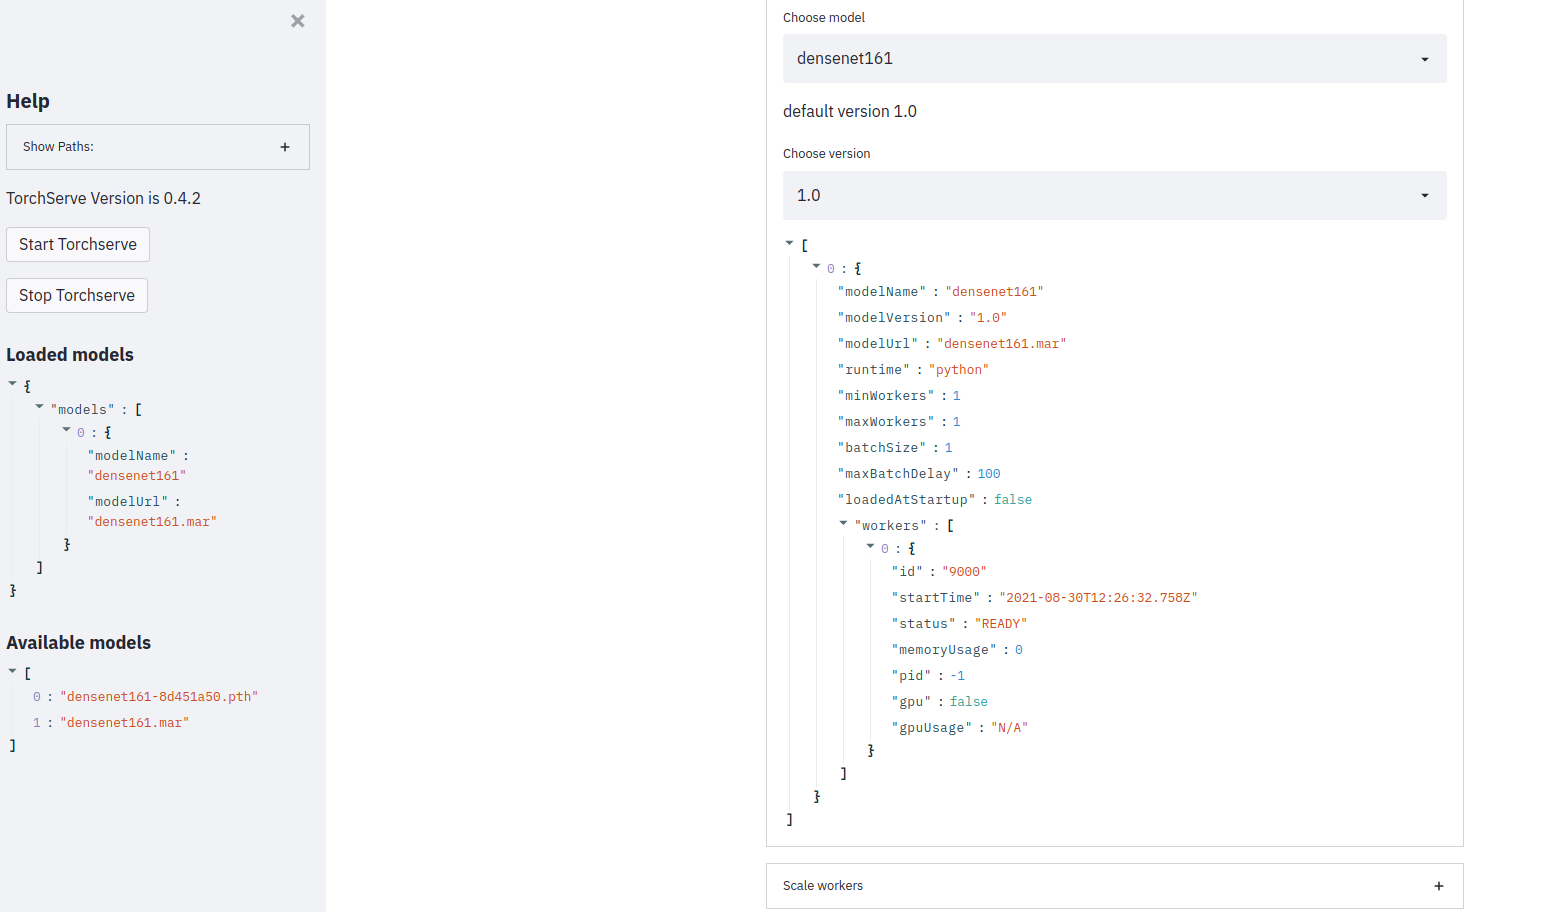 Help
Show Paths:
TorchServe Version is 0.4.2
Start Torchserve
Stop Torchserve
Loaded models
{
"models" : [
0 : {
"modelName" :
"densenet161"
"modelUrl" :
"densenet161.mar"
}
]
}
Available models
[
0 : "densenet161-8d451a50.pth"
1 : "densenet161.mar"
]
Choose model
densenet161
default version 1.0
Choose version
1.0
[
0 : {
"modelName" : "densenet161"
"modelVersion" : "1.0"
"modelUrl" : "densenet161.mar"
"runtime" : "python"
"minWorkers" : 1
"maxWorkers" : 1
"batchSize" : 1
"maxBatchDelay" : 100
"loadedAtStartup" : false
"workers" : [
0 : {
"id" : "9000"
"startTime" : "2021-08-30T12:26:32.758Z"
"status" : "READY"
"memoryUsage" : 0
"pid" : -1
"gpu" : false
"gpuUsage" : "N/A"
}
]
}
]
Scale workers